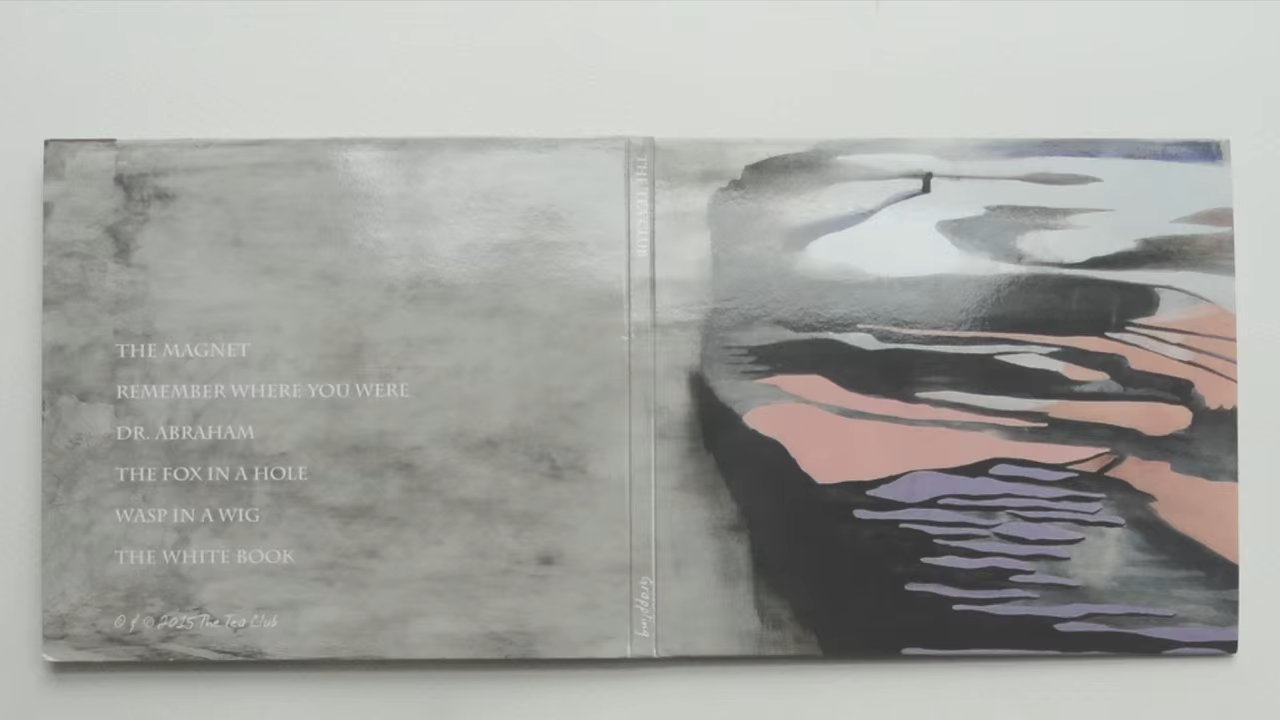 THE MAGNET
REMEMBER WHERE YOU WERE
DR. ABRAHAM
THE FOX IN A HOLE
WASP IN A WIG
THE WHITE BOOK
℗ & © 2015 The Tea Club
THE TEA CLUB
Grappling